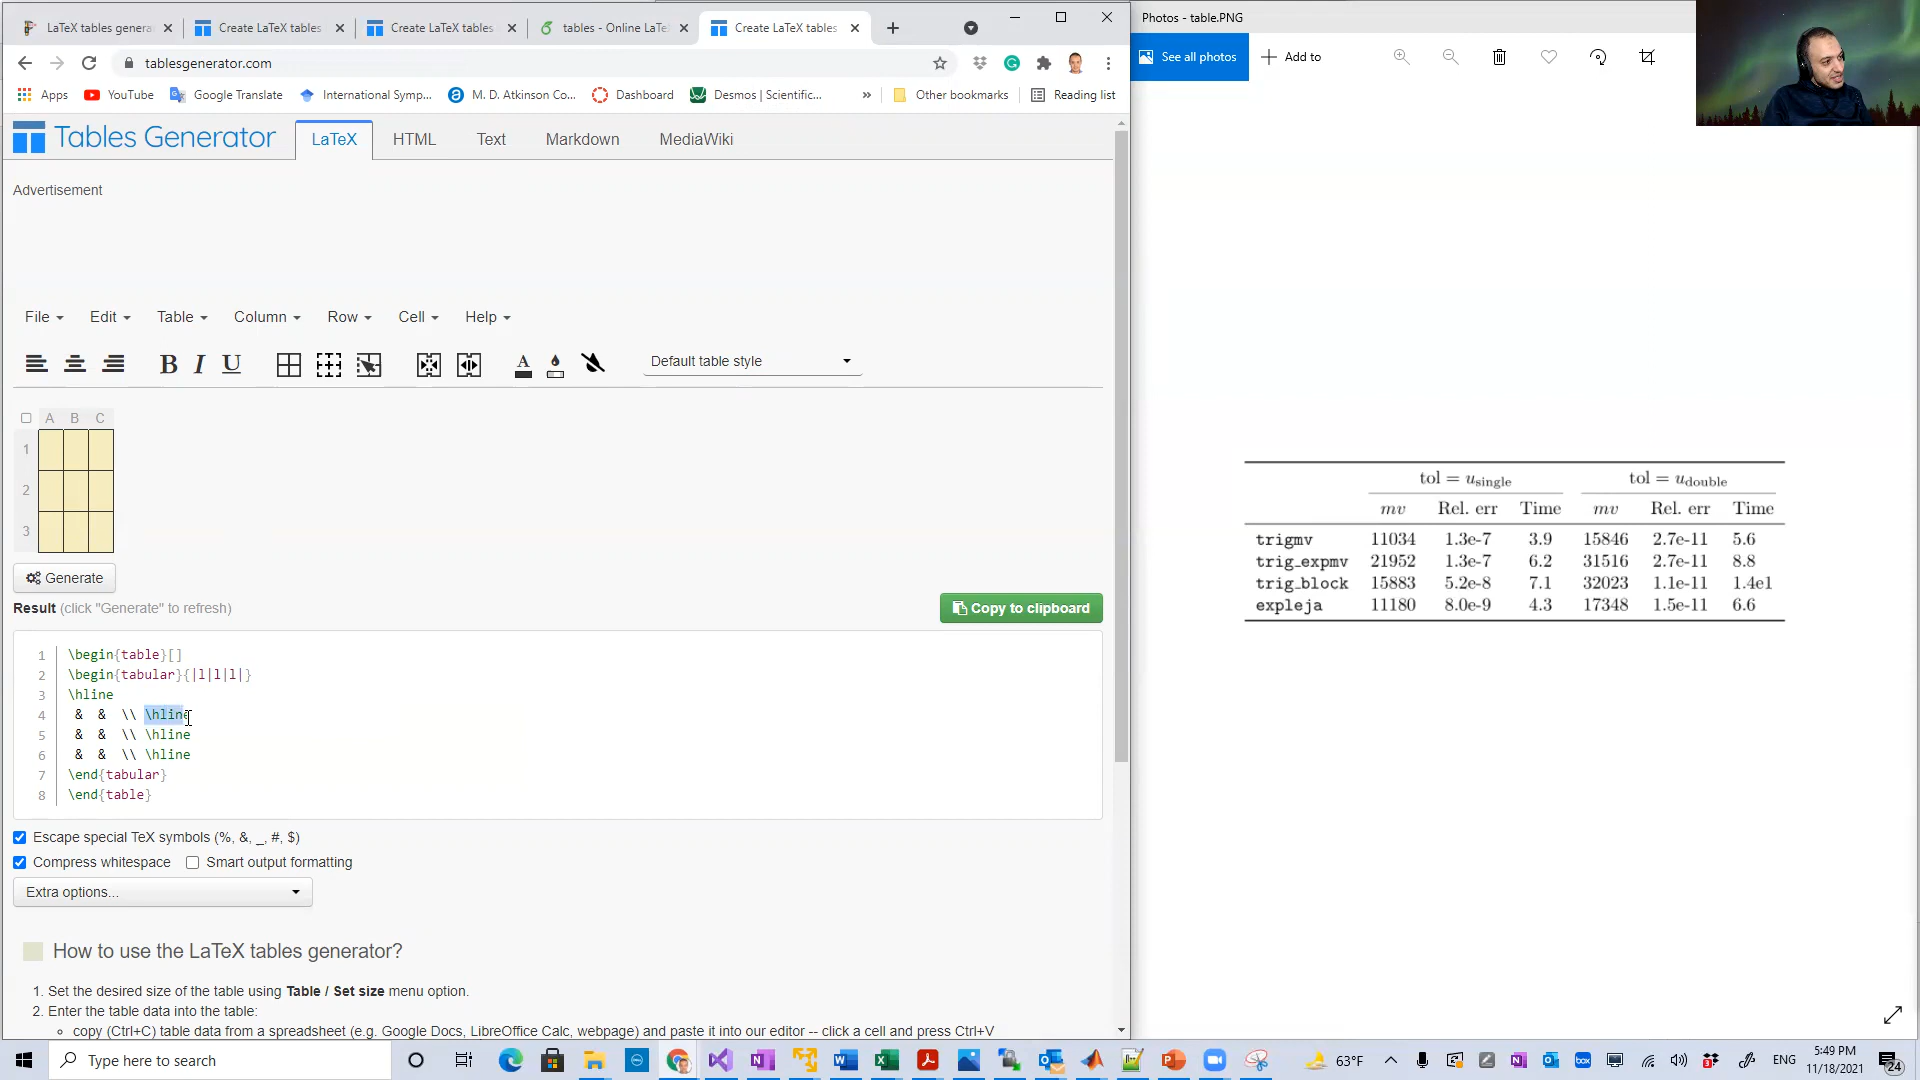 LaTeX tables genera
Create LaTeX tables
Create LaTeX tables
tables - Online LaTe
Create LaTeX tables
Photos - table.PNG
tablesgenerator.com
See all photos
Add to
Apps
YouTube
Google Translate
International Symp...
M. D. Atkinson Co...
Dashboard
Desmos | Scientific...
»
Other bookmarks
Reading list
Tables Generator
LaTeX
HTML
Text
Markdown
MediaWiki
Advertisement
File
Edit
Table
Column
Row
Cell
Help
B I U
A
Default table style
A B C
1
2
3
Generate
Result (click "Generate" to refresh)
Copy to clipboard
1 \begin{table}[]
2 \begin{tabular}{|l|l|l|}
3 \hline
4 & & \\ \hline
5 & & \\ \hline
6 & & \\ \hline
7 \end{tabular}
8 \end{table}
Escape special TeX symbols (%, &, _, #, $)
Compress whitespace
Smart output formatting
Extra options...
How to use the LaTeX tables generator?
1. Set the desired size of the table using Table / Set size menu option.
2. Enter the table data into the table:
copy (Ctrl+C) table data from a spreadsheet (e.g. Google Docs, LibreOffice Calc, webpage) and paste it into our editor -- click a cell and press Ctrl+V
tol = u_single tol = u_double
mv Rel. err Time mv Rel. err Time
trigmv 11034 1.3e-7 3.9 15846 2.7e-11 5.6
trig_expmv 21952 1.3e-7 6.2 31516 2.7e-11 8.8
trig_block 15883 5.2e-8 7.1 32023 1.1e-11 1.4e1
expleja 11180 8.0e-9 4.3 17348 1.5e-11 6.6
Type here to search
63°F
ENG
5:49 PM
11/18/2021
24